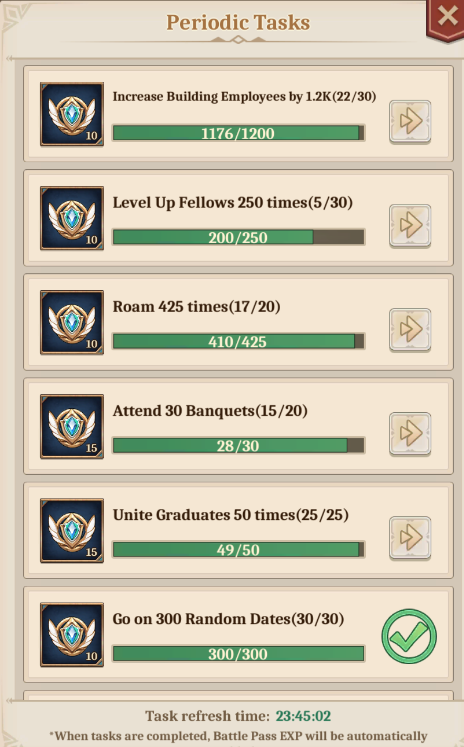 Periodic Tasks
Increase Building Employees by 1.2K(22/30)
10
1176/1200
Level Up Fellows 250 times(5/30)
10
200/250
Roam 425 times(17/20)
10
410/425
Attend 30 Banquets(15/20)
15
28/30
Unite Graduates 50 times(25/25)
15
49/50
Go on 300 Random Dates(30/30)
10
300/300
Task refresh time: 23:45:02
*When tasks are completed, Battle Pass EXP will be automatically